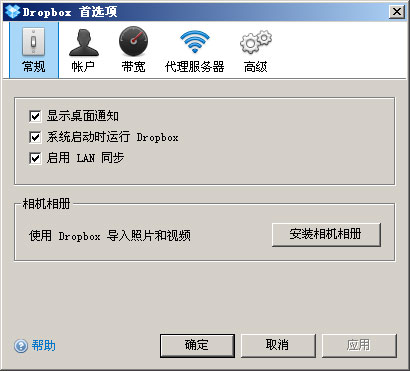 Dropbox 首选项
常规 帐户 带宽 代理服务器 高级
显示桌面通知
系统启动时运行 Dropbox
启用 LAN 同步
相机相册
使用 Dropbox 导入照片和视频 安装相机相册
帮助 确定 取消 应用